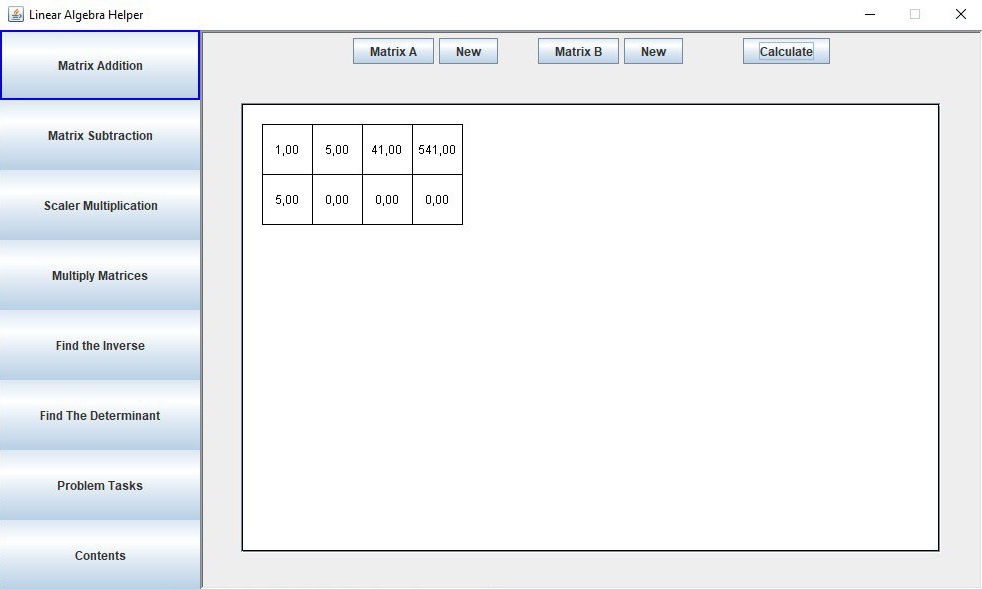 Linear Algebra Helper
Matrix Addition
Matrix Subtraction
Scaler Multiplication
Multiply Matrices
Find the Inverse
Find The Determinant
Problem Tasks
Contents
Matrix A New Matrix B New Calculate
1,00 5,00 41,00 541,00
5,00 0,00 0,00 0,00